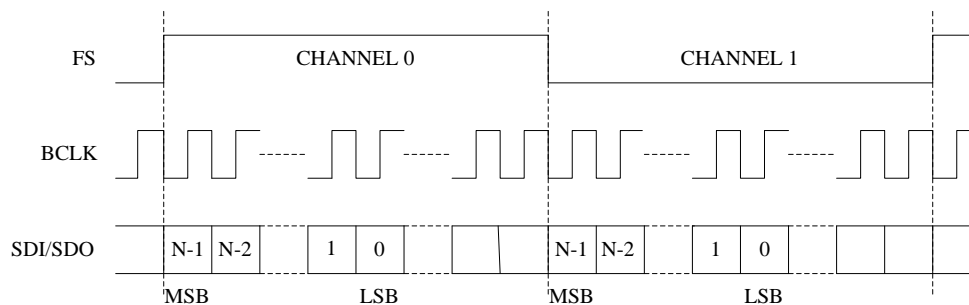 FS CHANNEL 0 CHANNEL 1
BCLK
SDI/SDO N-1 N-2 1 0 N-1 N-2 1 0
MSB LSB MSB LSB